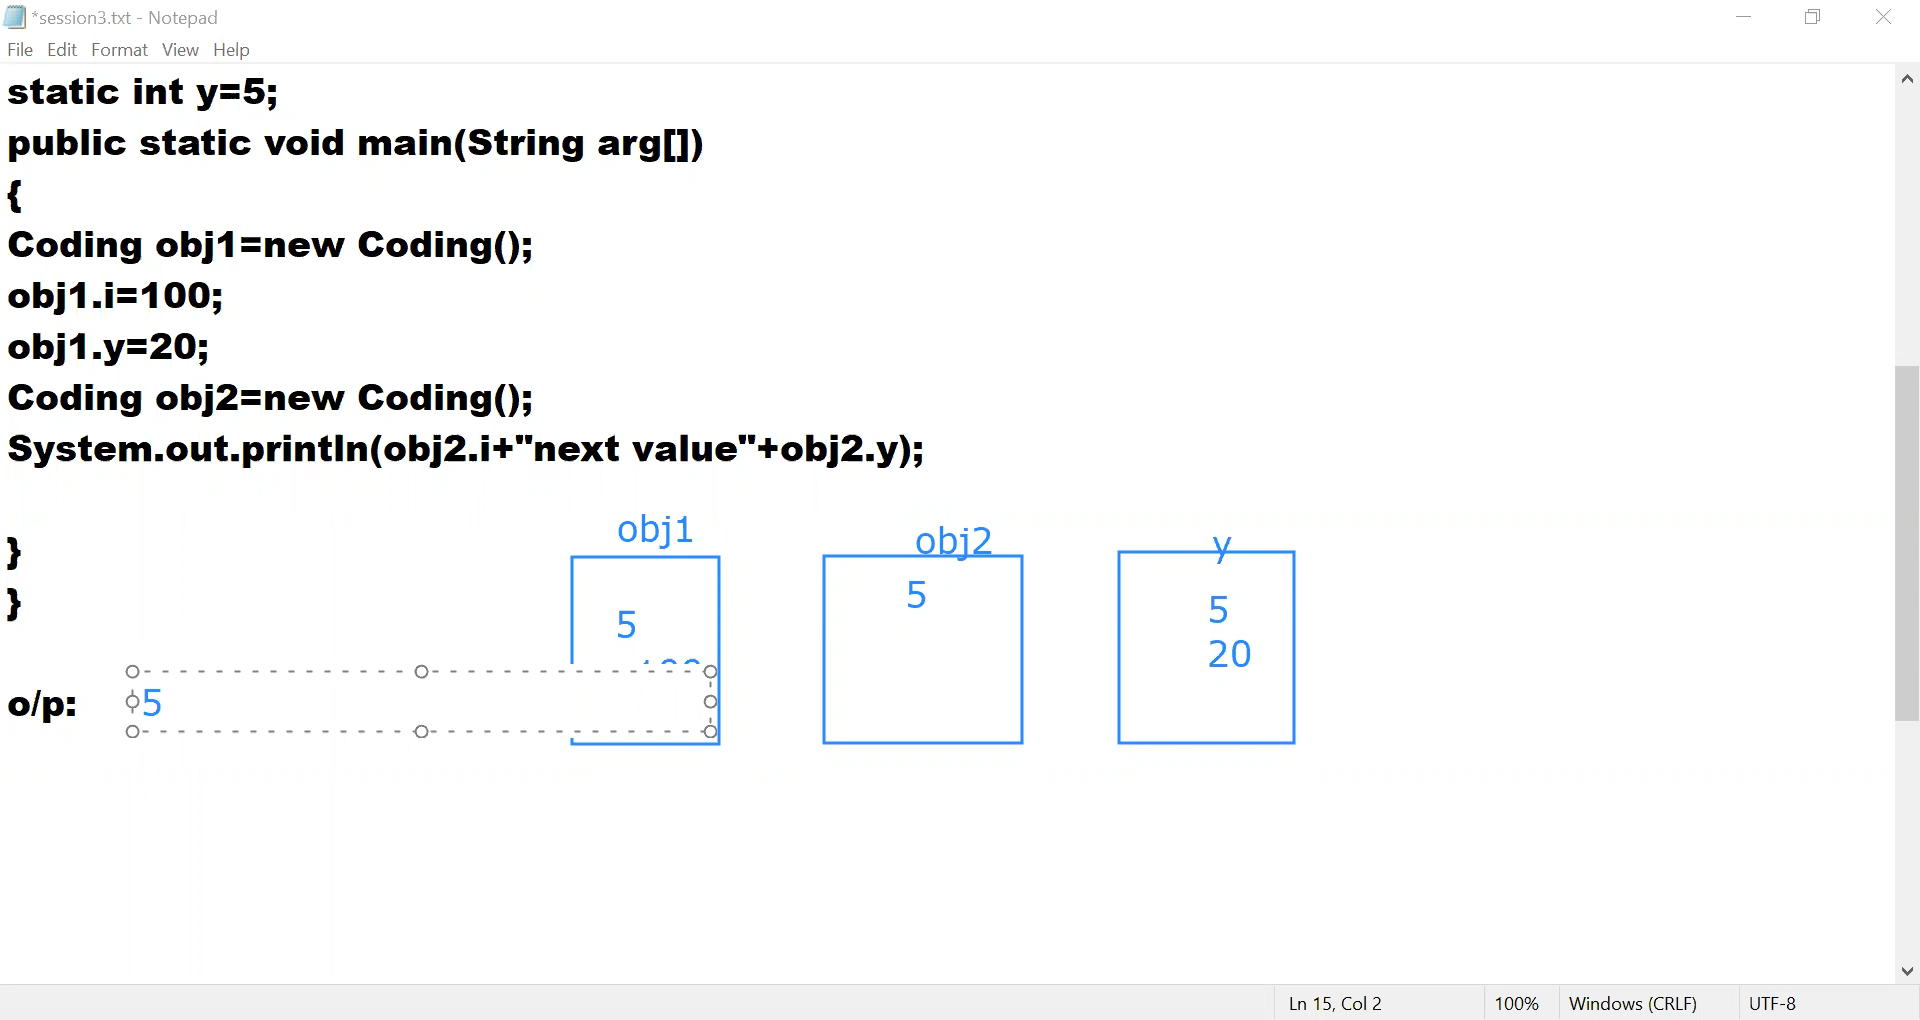 *session3.txt - Notepad
File Edit Format View Help
static int y=5;
public static void main(String arg[])
{
Coding obj1=new Coding();
obj1.i=100;
obj1.y=20;
Coding obj2=new Coding();
System.out.println(obj2.i+"next value"+obj2.y);
obj1 obj2 y
}
5 5 5
}
20
o/p: 5
Ln 15, Col 2 100% Windows (CRLF) UTF-8